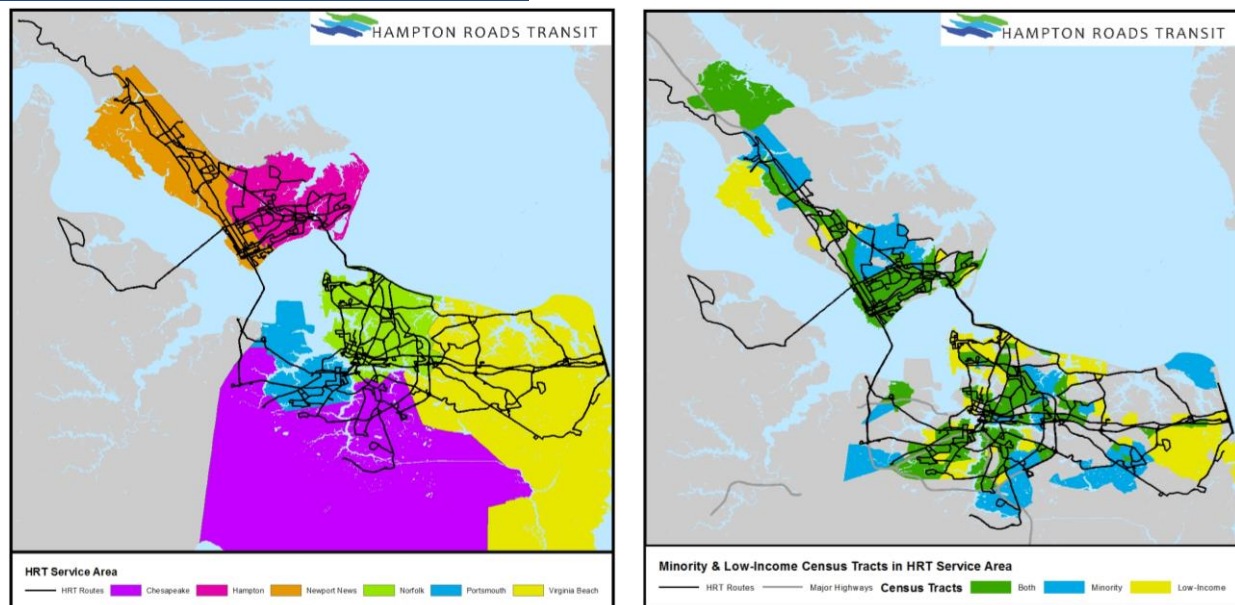 HAMPTON ROADS TRANSIT
HRT Service Area
HRT Routes Chesapeake Hampton Newport News Norfolk Portsmouth Virginia Beach
HAMPTON ROADS TRANSIT
Minority & Low-Income Census Tracts in HRT Service Area
HRT Routes Major Highways Census Tracts Both Minority Low-Income